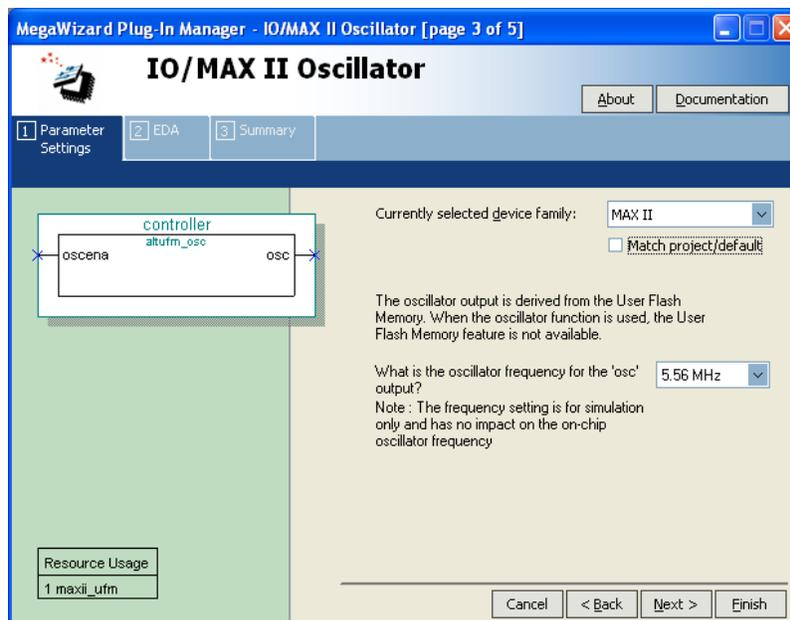 MegaWizard Plug-In Manager - IO/MAX II Oscillator [page 3 of 5]
IO/MAX II Oscillator
About
Documentation
1 Parameter Settings
2 EDA
3 Summary
controller
altufm_osc
oscena
osc
Currently selected device family:
MAX II
Match project/default
The oscillator output is derived from the User Flash
Memory. When the oscillator function is used, the User
Flash Memory feature is not available.
What is the oscillator frequency for the 'osc'
output?
5.56 MHz
Note : The frequency setting is for simulation
only and has no impact on the on-chip
oscillator frequency
Resource Usage
1 maxii_ufm
Cancel
< Back
Next >
Finish